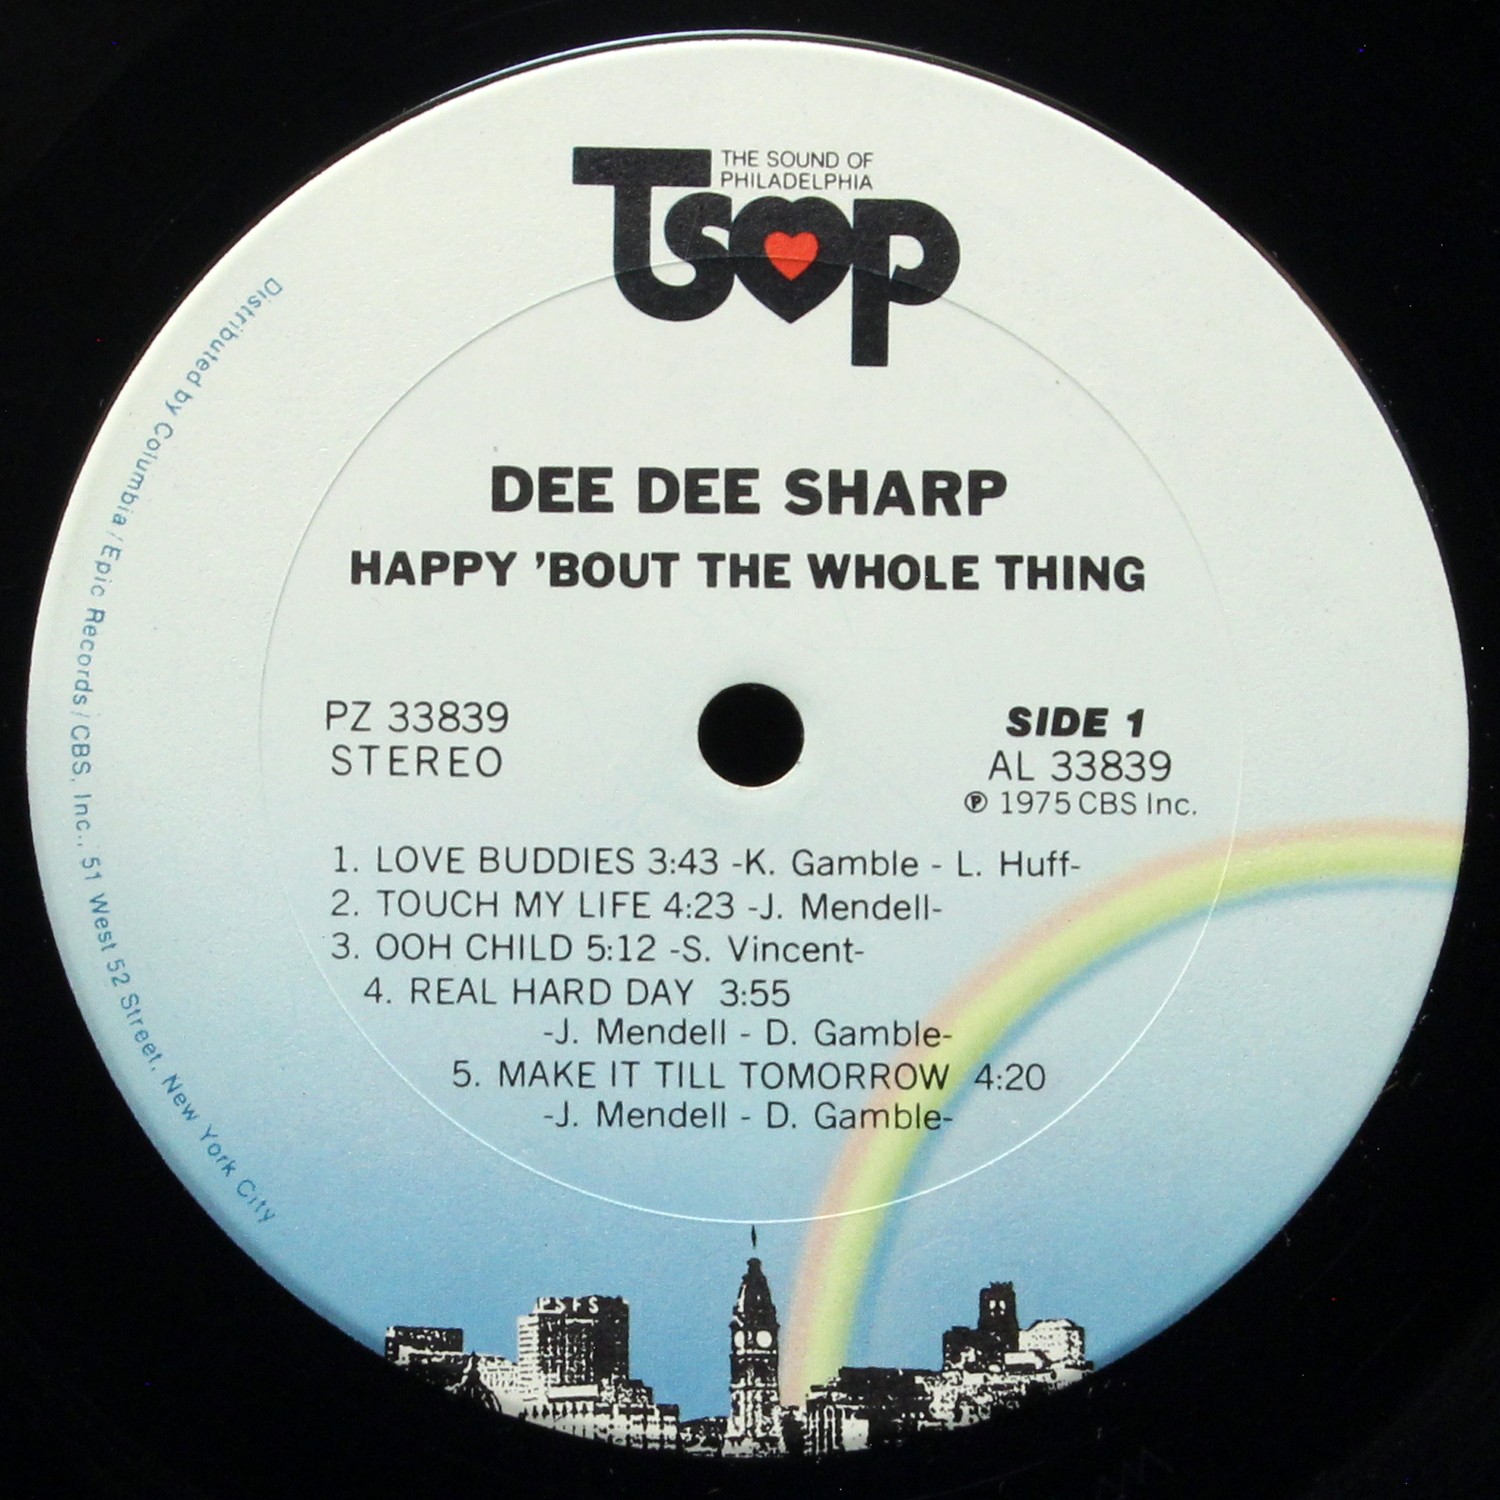 THE SOUND OF
PHILADELPHIA
TSOP
DEE DEE SHARP
HAPPY 'BOUT THE WHOLE THING
PZ 33839
STEREO
SIDE 1
AL 33839
℗ 1975 CBS Inc.
1. LOVE BUDDIES 3:43 -K. Gamble - L. Huff-
2. TOUCH MY LIFE 4:23 -J. Mendell-
3. OOH CHILD 5:12 -S. Vincent-
4. REAL HARD DAY 3:55
-J. Mendell - D. Gamble-
5. MAKE IT TILL TOMORROW 4:20
-J. Mendell - D. Gamble-
Distributed by Columbia/Epic Records/CBS, Inc., 51 West 52 Street, New York City
PSFS